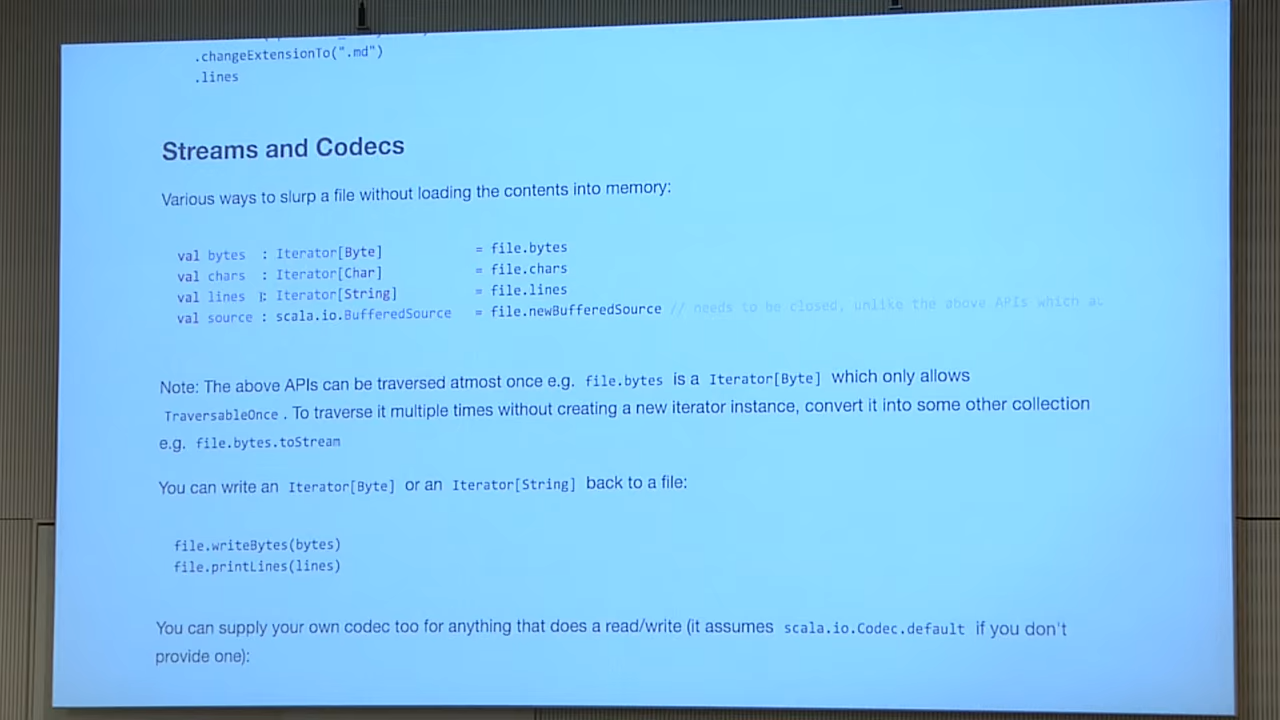 .changeExtensionTo(".md")
.lines
Streams and Codecs
Various ways to slurp a file without loading the contents into memory:
val bytes : Iterator[Byte] = file.bytes
val chars : Iterator[Char] = file.chars
val lines : Iterator[String] = file.lines
val source : scala.io.BufferedSource = file.newBufferedSource // needs to be closed, unlike the above APIs which
Note: The above APIs can be traversed atmost once e.g. file.bytes is a Iterator[Byte] which only allows
TraversableOnce . To traverse it multiple times without creating a new iterator instance, convert it into some other collection
e.g. file.bytes.toStream
You can write an Iterator[Byte] or an Iterator[String] back to a file:
file.writeBytes(bytes)
file.printLines(lines)
You can supply your own codec too for anything that does a read/write (it assumes scala.io.Codec.default if you don't
provide one):